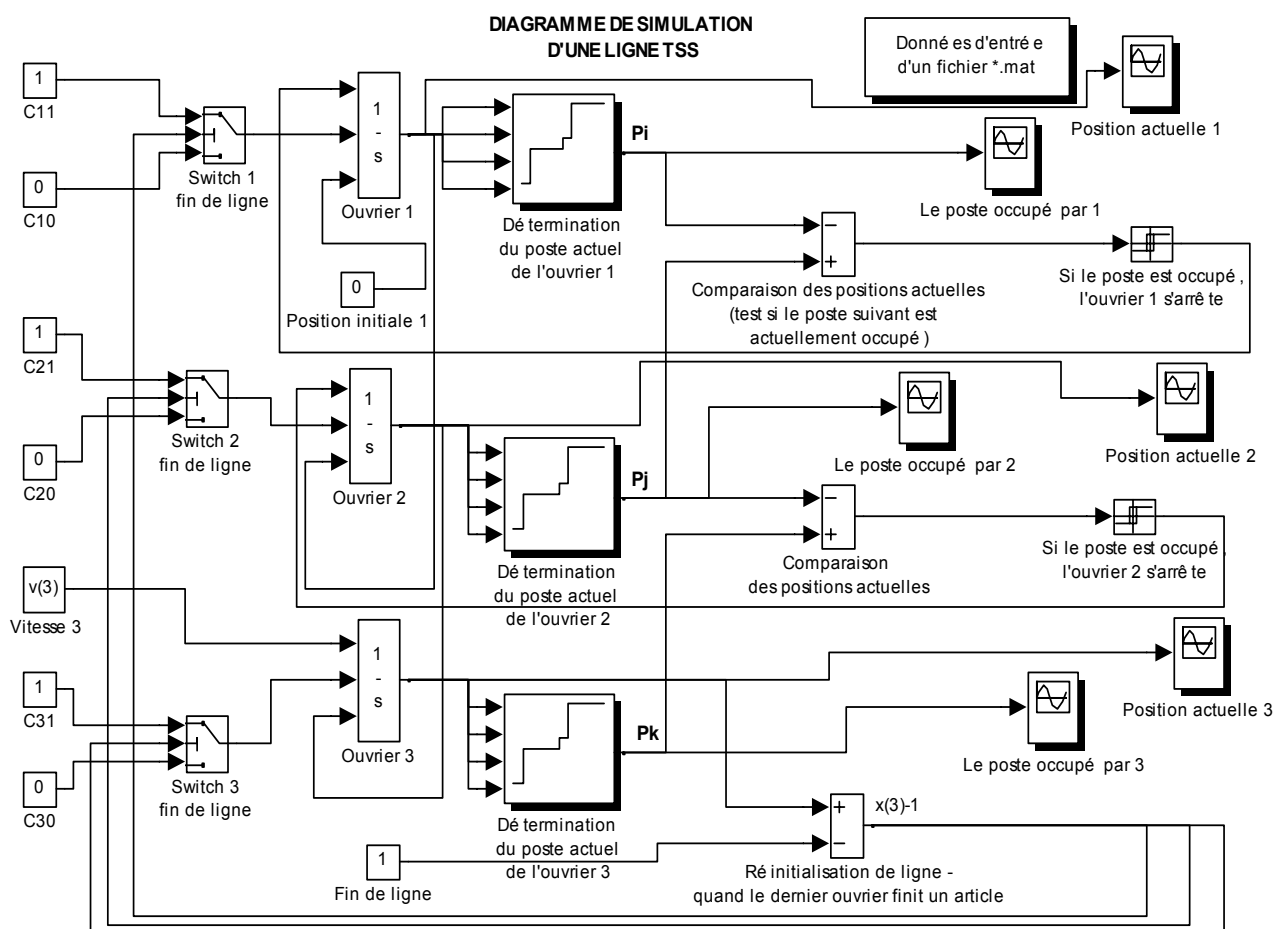 DIAGRAMME DE SIMULATION
D'UNE LIGNE TSS
Donné es d'entré e
d'un fichier *.mat
Position actuelle 1
1
C11
0
C10
Switch 1
fin de ligne
1
-
s
Ouvrier 1
0
Position initiale 1
Dé termination
du poste actuel
de l'ouvrier 1
Pi
Le poste occupé par 1
−
+
Comparaison des positions actuelles
(test si le poste suivant est
actuellement occupé )
Si le poste est occupé ,
l'ouvrier 1 s'arrê te
1
C21
0
C20
Switch 2
fin de ligne
1
-
s
Ouvrier 2
Dé termination
du poste actuel
de l'ouvrier 2
Pj
Le poste occupé par 2
Position actuelle 2
−
+
Comparaison
des positions actuelles
Si le poste est occupé ,
l'ouvrier 2 s'arrê te
v(3)
Vitesse 3
1
C31
0
C30
Switch 3
fin de ligne
1
-
s
Ouvrier 3
Dé termination
du poste actuel
de l'ouvrier 3
Pk
Le poste occupé par 3
Position actuelle 3
1
Fin de ligne
+
−
x(3)-1
Ré initialisation de ligne -
quand le dernier ouvrier finit un article